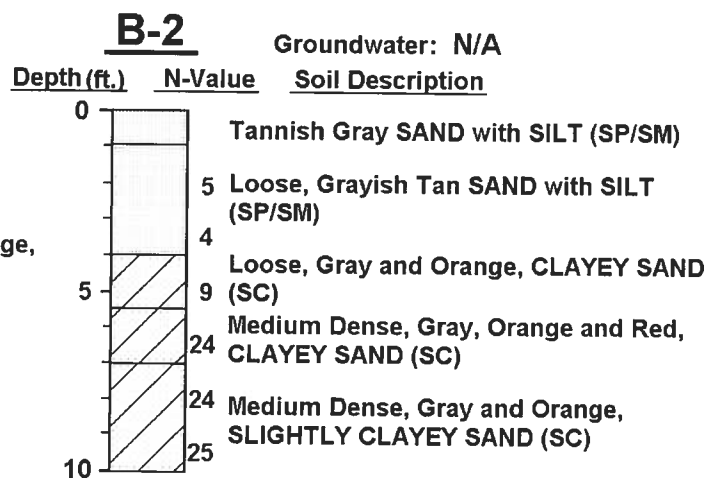 B-2 Groundwater: N/A
Depth (ft.) N-Value Soil Description
0
Tannish Gray SAND with SILT (SP/SM)
5 Loose, Grayish Tan SAND with SILT
(SP/SM)
4
ge,
Loose, Gray and Orange, CLAYEY SAND
5 9 (SC)
Medium Dense, Gray, Orange and Red,
24 CLAYEY SAND (SC)
24 Medium Dense, Gray and Orange,
SLIGHTLY CLAYEY SAND (SC)
25
10